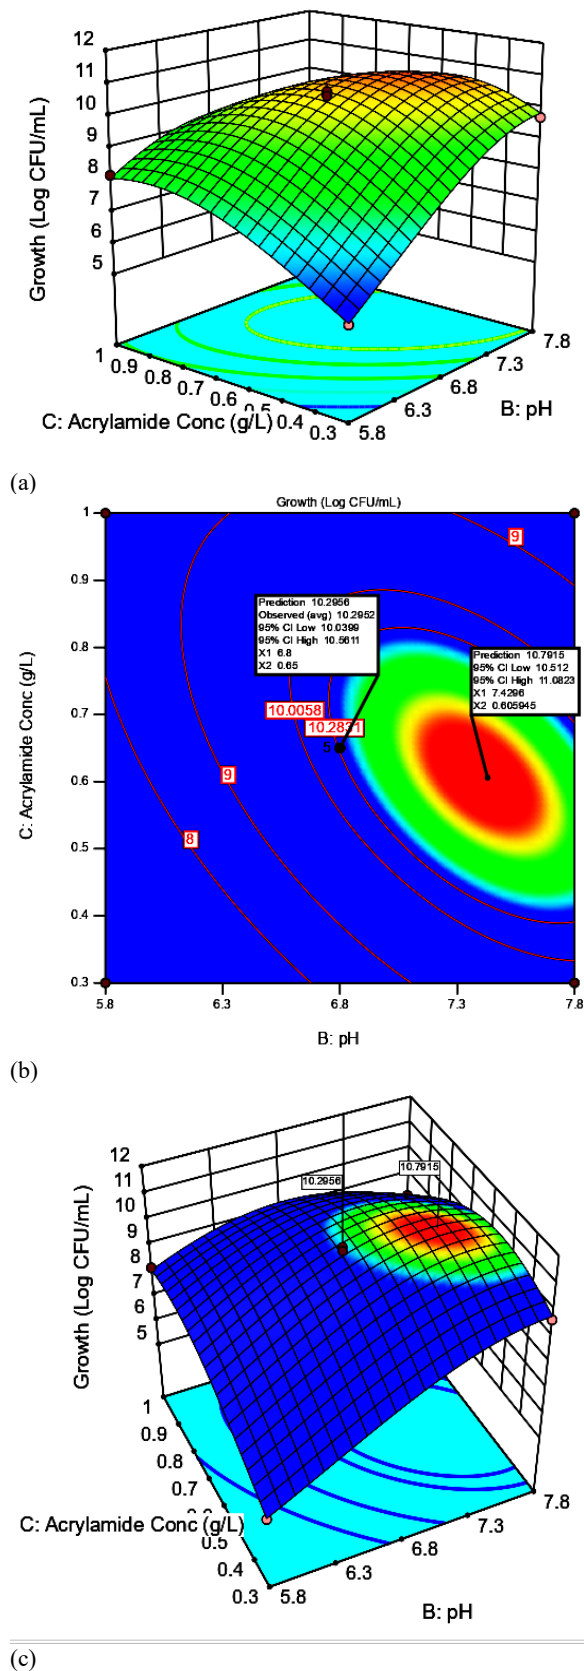 12
11
10
9
8
7
6
5
Growth (Log CFU/mL)
1
0.9
0.8
0.7
0.6
0.5
0.4
0.3
C: Acrylamide Conc (g/L)
5.8
6.3
6.8
7.3
7.8
B: pH
(a)
Growth (Log CFU/mL)
1
0.9
0.8
0.7
0.6
0.5
0.4
0.3
C: Acrylamide Conc (g/L)
9
Prediction 10.2956
Observed (avg) 10.2952
95% CI Low 10.0399
95% CI High 10.5611
X1 6.8
X2 0.65
Prediction 10.7915
95% CI Low 10.512
95% CI High 11.0823
X1 7.4296
X2 0.605945
10.0058
10.2831
5
9
8
5.8
6.3
6.8
7.3
7.8
B: pH
(b)
12
11
10
9
8
7
6
5
Growth (Log CFU/mL)
10.2956
10.7915
1
0.9
0.8
0.7
C: Acrylamide Conc (g/L)
0.5
0.4
0.3
5.8
6.3
6.8
7.3
7.8
B: pH
(c)